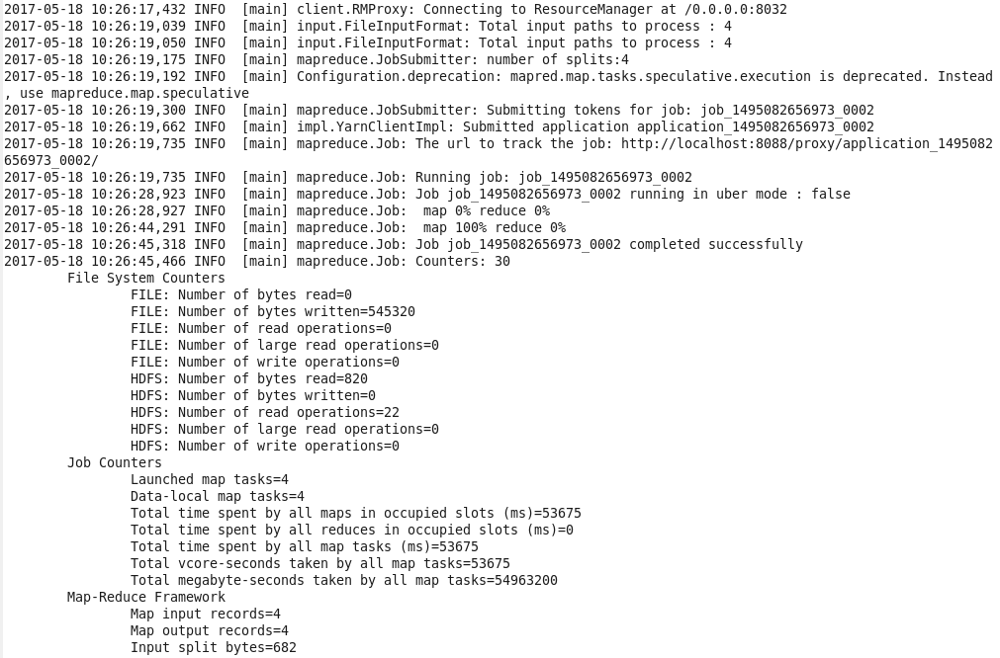 2017-05-18 10:26:17,432 INFO  [main] client.RMProxy: Connecting to ResourceManager at /0.0.0.0:8032
2017-05-18 10:26:19,039 INFO  [main] input.FileInputFormat: Total input paths to process : 4
2017-05-18 10:26:19,050 INFO  [main] input.FileInputFormat: Total input paths to process : 4
2017-05-18 10:26:19,175 INFO  [main] mapreduce.JobSubmitter: number of splits:4
2017-05-18 10:26:19,192 INFO  [main] Configuration.deprecation: mapred.map.tasks.speculative.execution is deprecated. Instead
, use mapreduce.map.speculative
2017-05-18 10:26:19,300 INFO  [main] mapreduce.JobSubmitter: Submitting tokens for job: job_1495082656973_0002
2017-05-18 10:26:19,662 INFO  [main] impl.YarnClientImpl: Submitted application application_1495082656973_0002
2017-05-18 10:26:19,735 INFO  [main] mapreduce.Job: The url to track the job: http://localhost:8088/proxy/application_1495082
656973_0002/
2017-05-18 10:26:19,735 INFO  [main] mapreduce.Job: Running job: job_1495082656973_0002
2017-05-18 10:26:28,923 INFO  [main] mapreduce.Job: Job job_1495082656973_0002 running in uber mode : false
2017-05-18 10:26:28,927 INFO  [main] mapreduce.Job:  map 0% reduce 0%
2017-05-18 10:26:44,291 INFO  [main] mapreduce.Job:  map 100% reduce 0%
2017-05-18 10:26:45,318 INFO  [main] mapreduce.Job: Job job_1495082656973_0002 completed successfully
2017-05-18 10:26:45,466 INFO  [main] mapreduce.Job: Counters: 30
        File System Counters
                FILE: Number of bytes read=0
                FILE: Number of bytes written=545320
                FILE: Number of read operations=0
                FILE: Number of large read operations=0
                FILE: Number of write operations=0
                HDFS: Number of bytes read=820
                HDFS: Number of bytes written=0
                HDFS: Number of read operations=22
                HDFS: Number of large read operations=0
                HDFS: Number of write operations=0
        Job Counters
                Launched map tasks=4
                Data-local map tasks=4
                Total time spent by all maps in occupied slots (ms)=53675
                Total time spent by all reduces in occupied slots (ms)=0
                Total time spent by all map tasks (ms)=53675
                Total vcore-seconds taken by all map tasks=53675
                Total megabyte-seconds taken by all map tasks=54963200
        Map-Reduce Framework
                Map input records=4
                Map output records=4
                Input split bytes=682